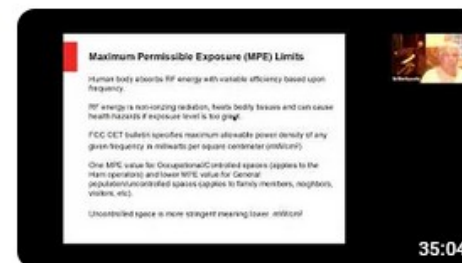 Maximum Permissible Exposure (MPE) Limits
Human body absorbs RF energy with variable efficiency based upon
frequency.
RF energy is non-ionizing radiation, heats bodily tissues and can cause
health hazards if exposure level is too great.
FCC OET bulletin specifies maximum allowable power density of any
given frequency in milliwatts per square centimeter (mW/cm²)
One MPE value for Occupational/Controlled spaces (applies to the
Ham operators) and lower MPE value for General
population/uncontrolled spaces (applies to family members, neighbors,
visitors, etc).
Uncontrolled space is more stringent meaning lower mW/cm²
35:04